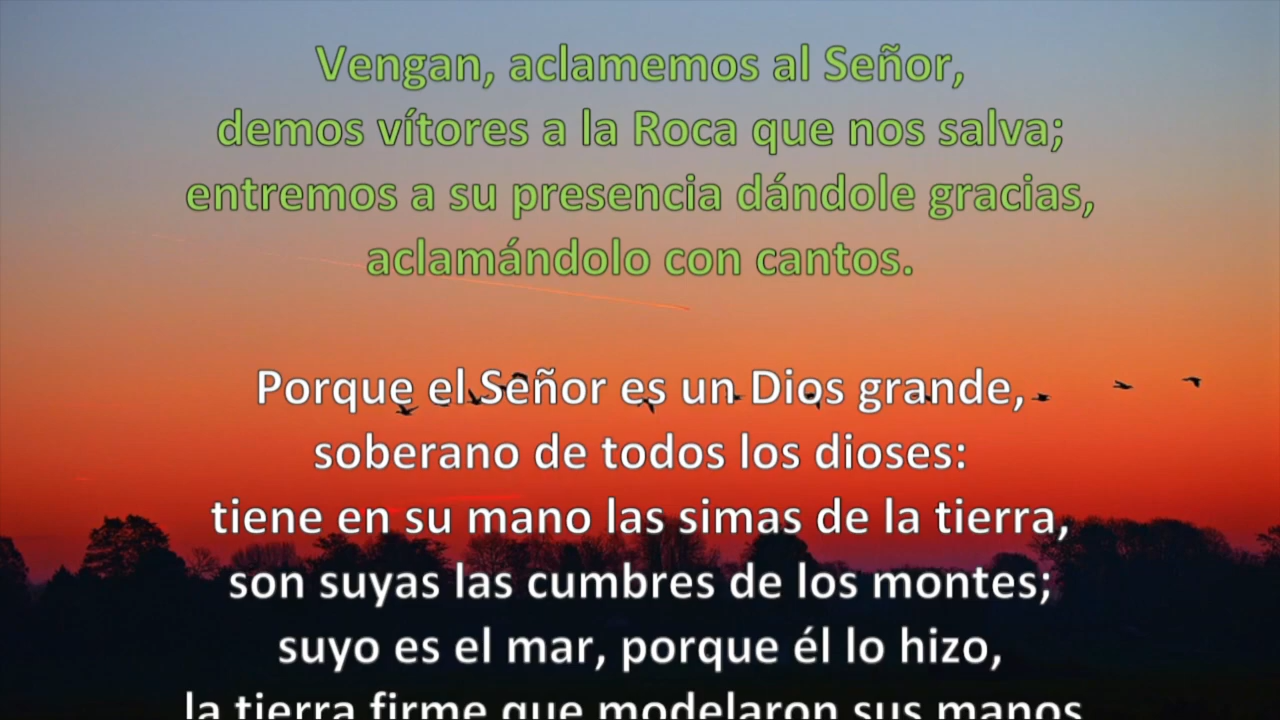 Vengan, aclamemos al Señor,
demos vítores a la Roca que nos salva;
entremos a su presencia dándole gracias,
aclamándolo con cantos.
Porque el Señor es un Dios grande,
soberano de todos los dioses:
tiene en su mano las simas de la tierra,
son suyas las cumbres de los montes;
suyo es el mar, porque él lo hizo,
la tierra firme que modelaron sus manos